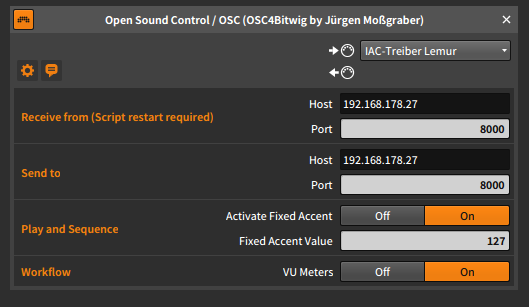 Open Sound Control / OSC (OSC4Bitwig by Jürgen Moßgraber)
IAC-Treiber Lemur
Receive from (Script restart required)
Host 192.168.178.27
Port 8000
Send to
Host 192.168.178.27
Port 8000
Play and Sequence
Activate Fixed Accent Off On
Fixed Accent Value 127
Workflow VU Meters Off On